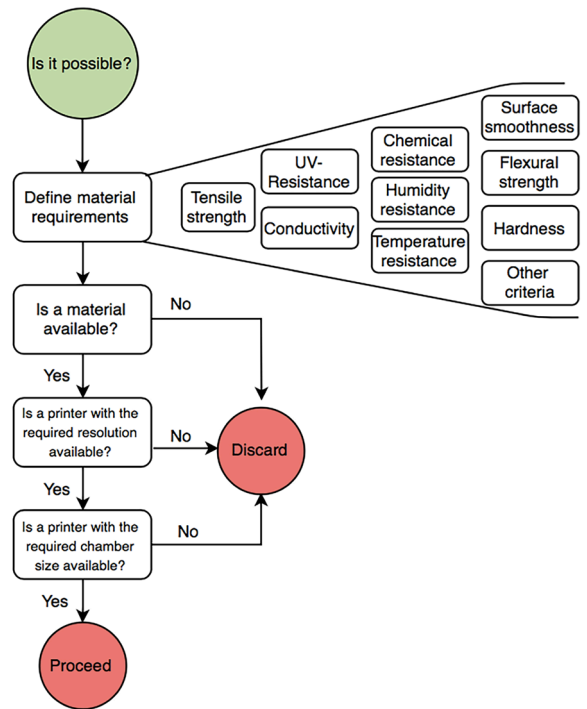 Is it possible?
Define material
requirements
Tensile
strength
UV-
Resistance
Conductivity
Chemical
resistance
Humidity
resistance
Temperature
resistance
Surface
smoothness
Flexural
strength
Hardness
Other
criteria
Is a material
available?
No
Yes
Is a printer with the
required resolution
available?
No
Discard
Yes
Is a printer with the
required chamber
size available?
No
Yes
Proceed